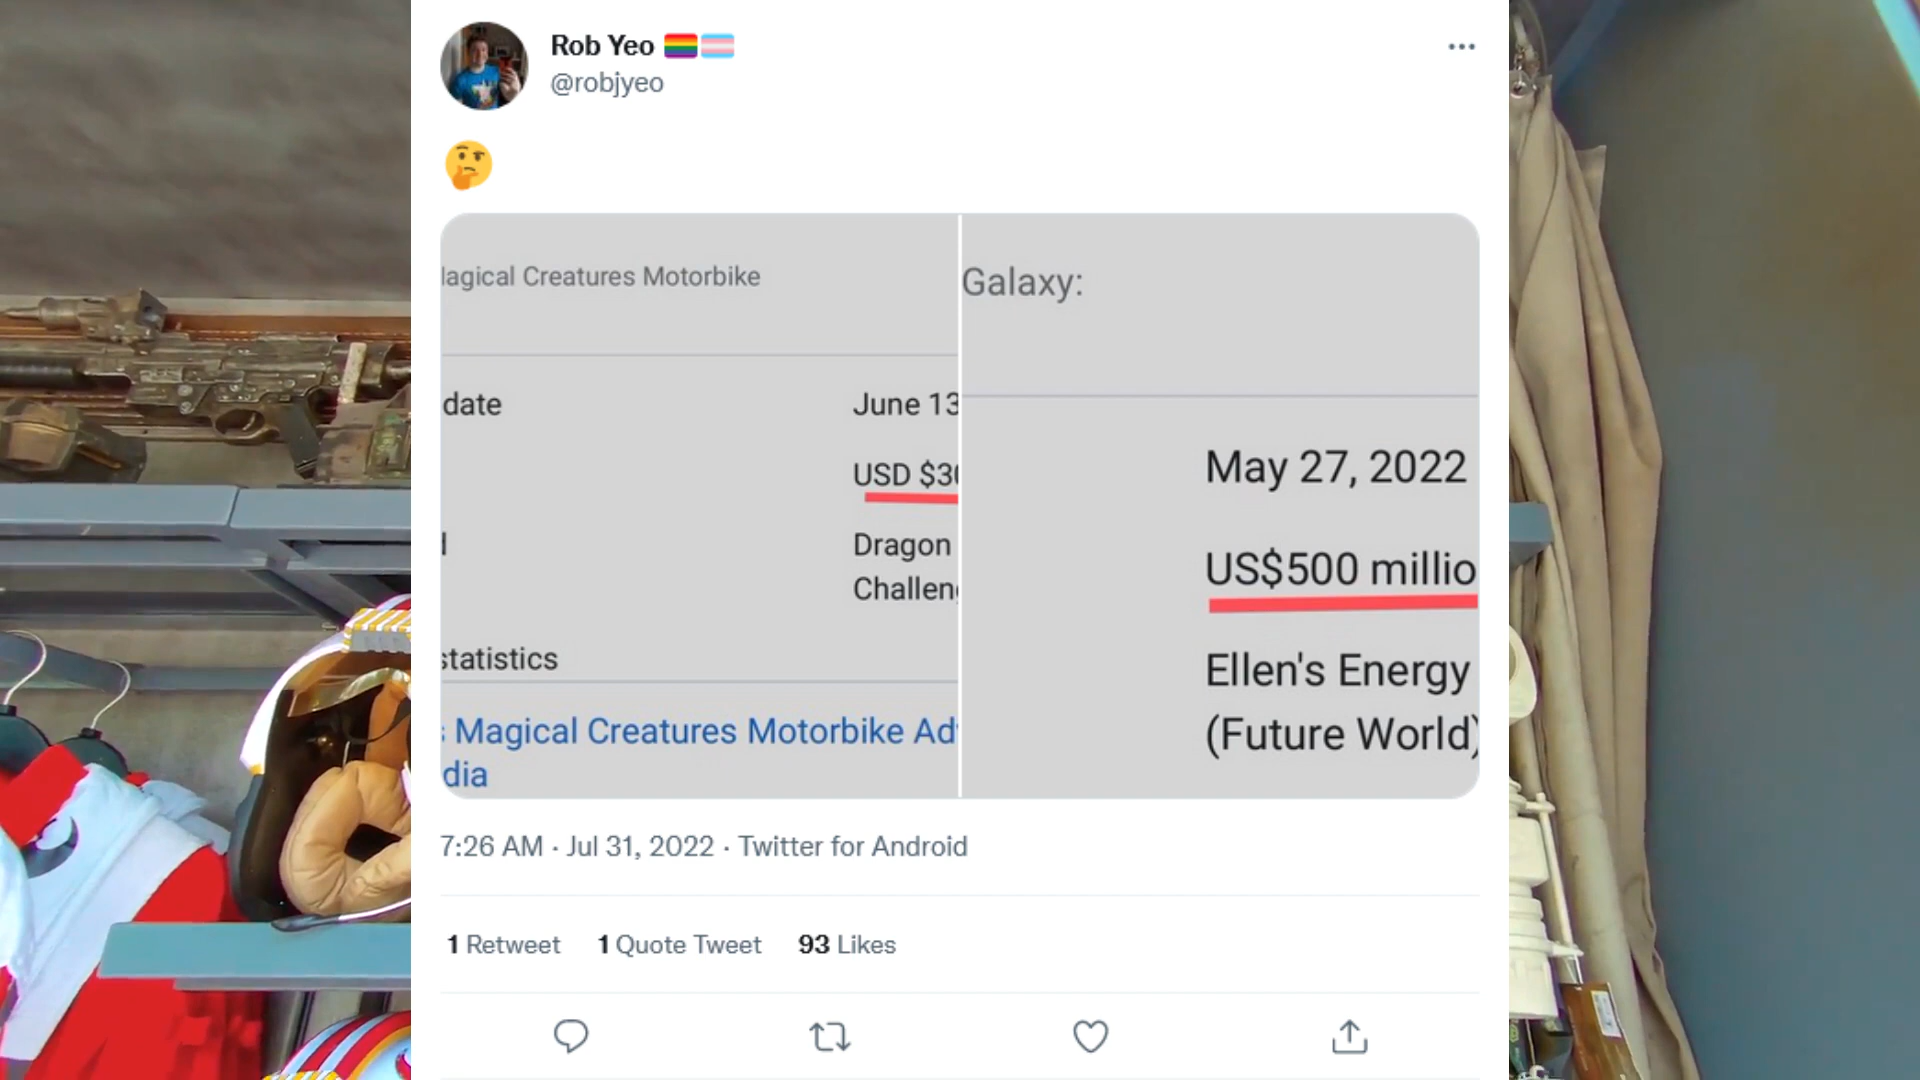 Rob Yeo 🏳️‍🌈🏳️‍⚧️
@robjyeo
🤔
agical Creatures Motorbike
date
June 13
USD $30
Dragon
Challen
statistics
s Magical Creatures Motorbike Ad
dia
Galaxy:
May 27, 2022
US$500 millio
Ellen's Energy
(Future World)
7:26 AM · Jul 31, 2022 · Twitter for Android
1 Retweet 1 Quote Tweet 93 Likes